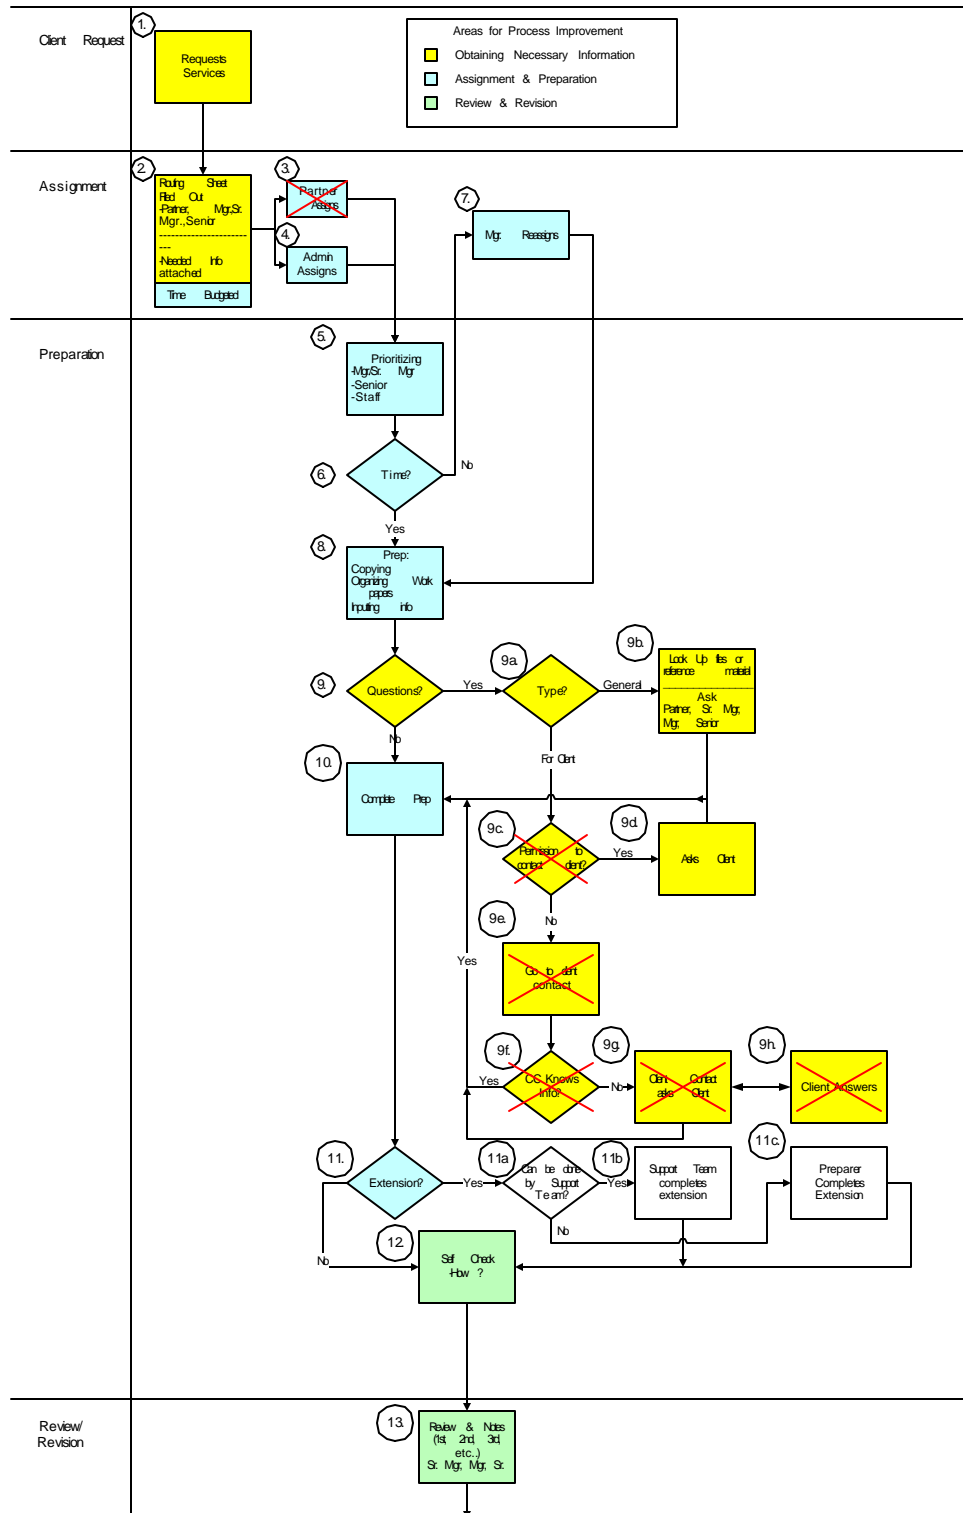 Client Request
1.
Requests
Services
Areas for Process Improvement
Obtaining Necessary Information
Assignment & Preparation
Review & Revision
Assignment
2.
Routing Sheet
Filled Out
-Partner, Mgr,Sr.
Mgr.,Senior
-----------------------
---
-Needed Info
attached
Time Budgeted
3.
Partner
Assigns
4.
Admin
Assigns
7.
Mgr. Reassigns
Preparation
5.
Prioritizing
-Mgr/Sr. Mgr
-Senior
-Staff
6.
Time?
No
Yes
8.
Prep:
Copying
Organizing Work
papers
Inputting info
9.
Questions?
Yes
9a.
Type?
General
9b.
Look Up files or
reference material
Ask
Partner, Sr. Mgr,
Mgr, Senior
No
For Client
10.
Complete Prep
9c.
Permission to
contact client?
Yes
9d.
Asks Client
No
9e.
Go to client
contact
Yes
9f.
CC Knows
Info?
Yes
No
9g.
Client Contact
asks Client
9h.
Client Answers
11.
Extension?
Yes
11a
Can be done
by Support
Team?
Yes
11b
Support Team
completes
extension
11c.
Preparer
Completes
Extension
No
No
12.
Self Check
-How ?
Review/
Revision
13.
Review & Notes
(1st, 2nd, 3rd,
etc..)
Sr. Mgr, Mgr, Sr.